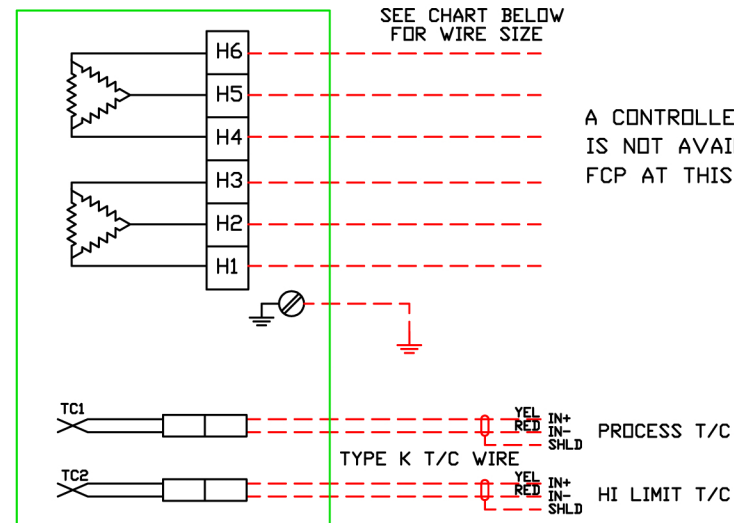 SEE CHART BELOW
FOR WIRE SIZE
H6
H5
H4
H3
H2
H1
A CONTROLLE
IS NOT AVAI
FCP AT THIS
TC1
YEL IN+
RED IN-
SHLD
PROCESS T/C
TYPE K T/C WIRE
TC2
YEL IN+
RED IN-
SHLD
HI LIMIT T/C